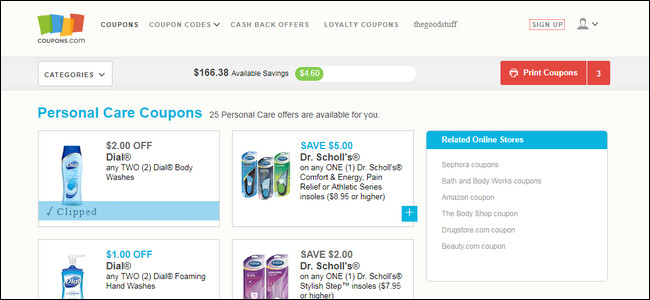 COUPONS.com
COUPONS
COUPON CODES
CASH BACK OFFERS
LOYALTY COUPONS
thegoodstuff
SIGN UP
CATEGORIES
$166.38 Available Savings
$4.60
Print Coupons
3
Personal Care Coupons
25 Personal Care offers are available for you.
$2.00 OFF
Dial®
any TWO (2) Dial® Body
Washes
Dial
√ Clipped
SAVE $5.00
Dr. Scholl's®
on any ONE (1) Dr. Scholl's®
Comfort & Energy, Pain
Relief or Athletic Series
insoles ($8.95 or higher)
+
$1.00 OFF
Dial®
any TWO (2) Dial® Foaming
Hand Washes
Dial
SAVE $2.00
Dr. Scholl's®
on any ONE (1) Dr. Scholl's®
Stylish Step™ insoles ($7.95
or higher)
Related Online Stores
Sephora coupons
Bath and Body Works coupons
Amazon coupon
The Body Shop coupon
Drugstore.com coupon
Beauty.com coupon